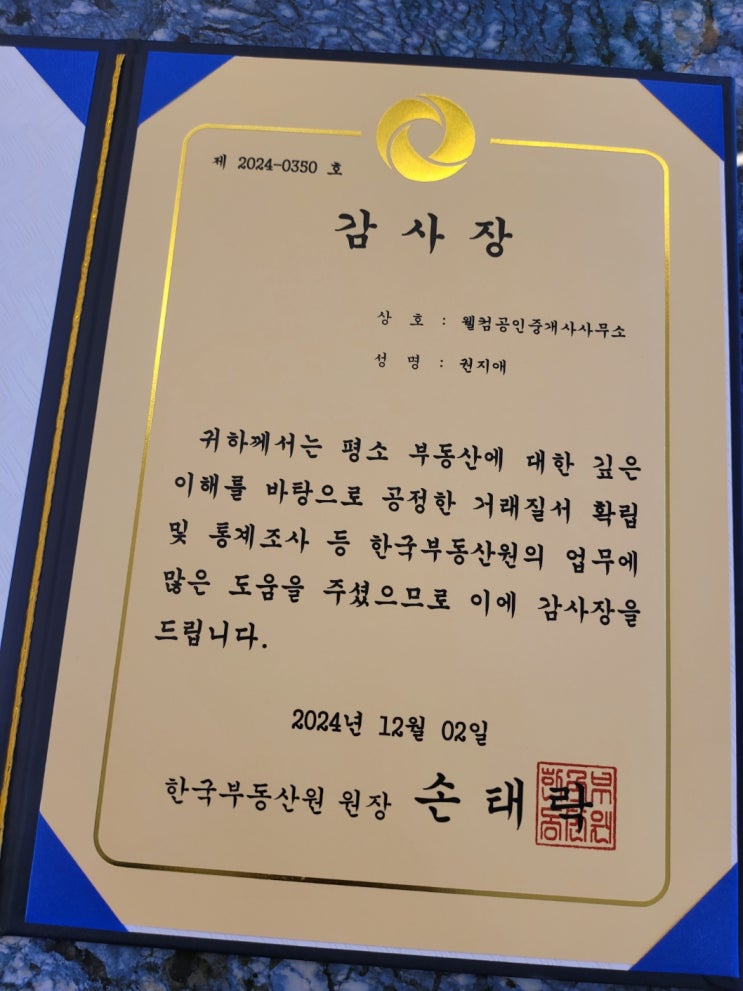 제 2024-0350 호
감 사 장
상 호 : 웰컴공인중개사사무소
성 명 : 권지애
귀하께서는 평소 부동산에 대한 깊은
이해를 바탕으로 공정한 거래질서 확립
및 통계조사 등 한국부동산원의 업무에
많은 도움을 주셨으므로 이에 감사장을
드립니다.
2024년 12월 02일
한국부동산원 원장 손 태 락